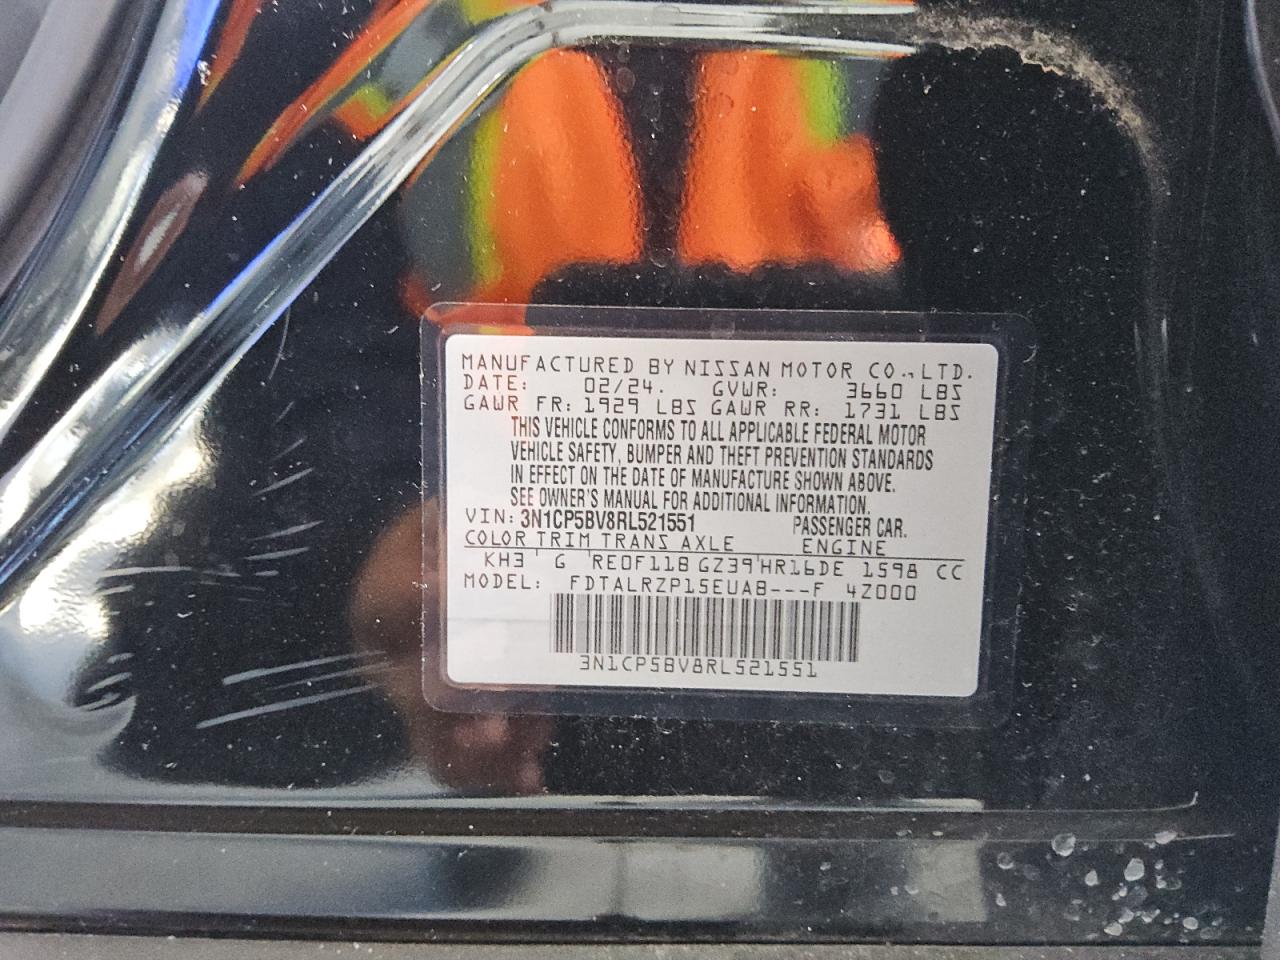 MANUFACTURED BY NISSAN MOTOR CO., LTD.
DATE: 02/24. GVWR: 3660 LBS
GAWR FR: 1929 LBS GAWR RR: 1731 LBS
THIS VEHICLE CONFORMS TO ALL APPLICABLE FEDERAL MOTOR
VEHICLE SAFETY, BUMPER AND THEFT PREVENTION STANDARDS
IN EFFECT ON THE DATE OF MANUFACTURE SHOWN ABOVE.
SEE OWNER'S MANUAL FOR ADDITIONAL INFORMATION.
VIN: 3N1CP5BV8RL521551 PASSENGER CAR.
COLOR TRIM TRANS AXLE ENGINE
KH3 ' G 'RE0F11B GZ39'HR16DE 1598 CC
MODEL: FDTALRZP15EUAB---F 42000
3N1CP5BV8RL521551